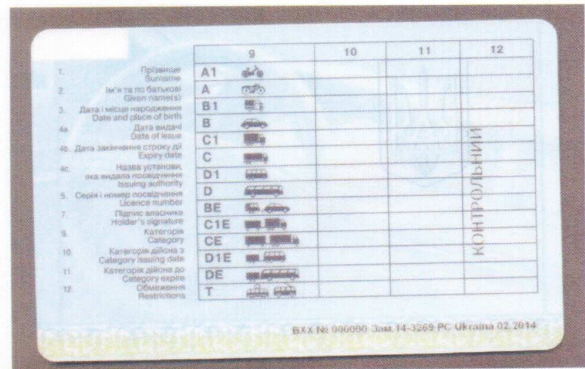 9 10 11 12
1. Прізвище
Surname
2. Ім'я та по батькові
Given name(s)
3. Дата і місце народження
Date and place of birth
4a. Дата видачі
Date of issue
4b. Дата закінчення строку дії
Expiry date
4c. Назва установи,
яка видала посвідчення
Issuing authority
5. Серія і номер посвідчення
Licence number
7. Підпис власника
Holder's signature
9. Категорія
Category
10. Категорія дійсна з
Category issuing date
11. Категорія дійсна до
Category expire
12. Обмеження
Restrictions
A1
A
B1
B
C1
C
D1
D
BE
C1E
CE
D1E
DE
T
КОНТРОЛЬНИЙ
BXX № 000000 Зам.14-3269 PC Ukraina 02.2014